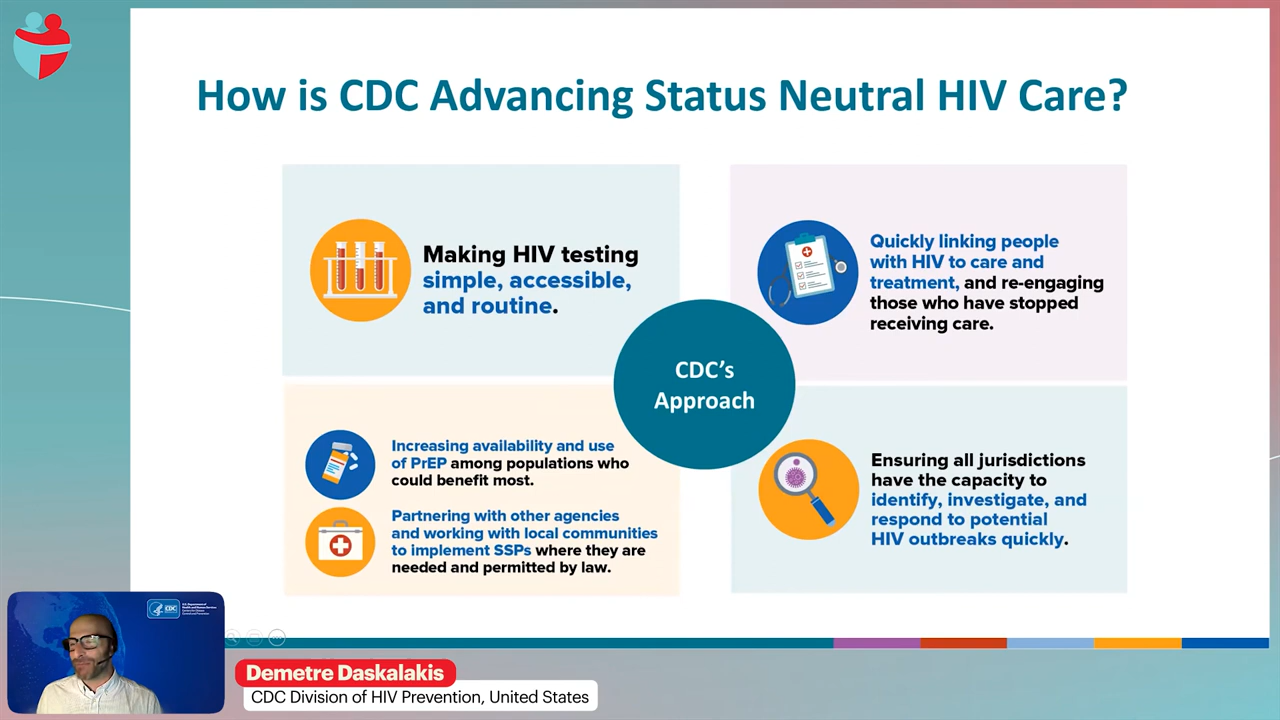 How is CDC Advancing Status Neutral HIV Care?
Making HIV testing
simple, accessible,
and routine.
Quickly linking people
with HIV to care and
treatment, and re-engaging
those who have stopped
receiving care.
CDC's
Approach
Increasing availability and use
of PrEP among populations who
could benefit most.
Partnering with other agencies
and working with local communities
to implement SSPs where they are
needed and permitted by law.
Ensuring all jurisdictions
have the capacity to
identify, investigate, and
respond to potential
HIV outbreaks quickly.
CDC
Demetre Daskalakis
CDC Division of HIV Prevention, United States